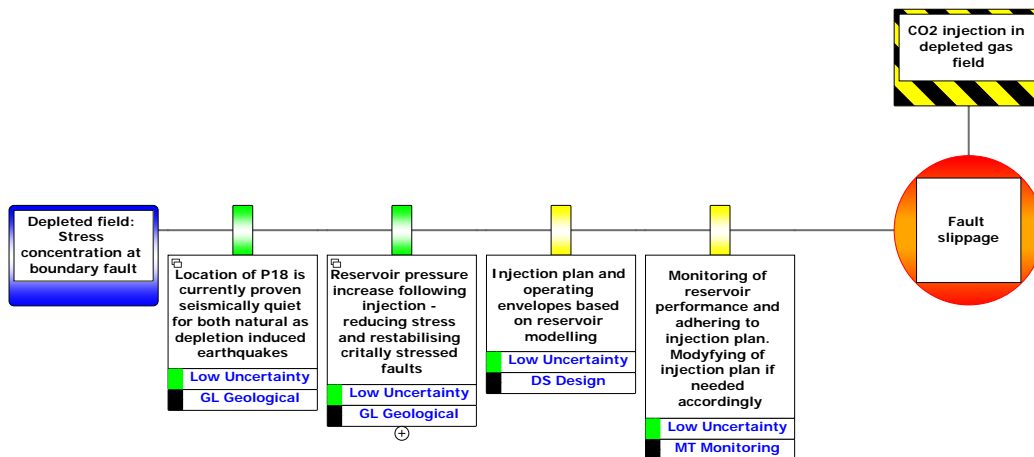 CO2 injection in
depleted gas
field
Depleted field:
Stress
concentration at
boundary fault
Fault
slippage
Location of P18 is
currently proven
seismically quiet
for both natural as
depletion induced
earthquakes
Low Uncertainty
GL Geological
Reservoir pressure
increase following
injection -
reducing stress
and restabilising
critally stressed
faults
Low Uncertainty
GL Geological
Injection plan and
operating
envelopes based
on reservoir
modelling
Low Uncertainty
DS Design
Monitoring of
reservoir
performance and
adhering to
injection plan.
Modyfying of
injection plan if
needed
accordingly
Low Uncertainty
MT Monitoring